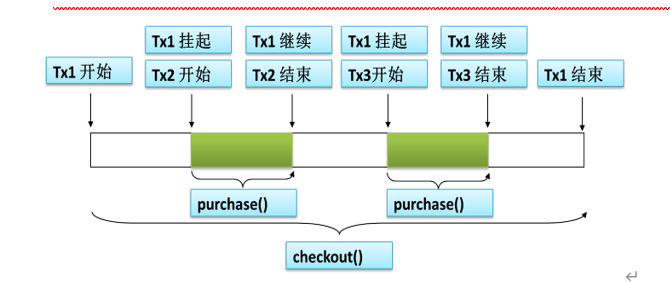 Tx1 挂起
Tx1 继续
Tx1 挂起
Tx1 继续
Tx1 开始
Tx2 开始
Tx2 结束
Tx3开始
Tx3 结束
Tx1 结束
purchase()
purchase()
checkout()